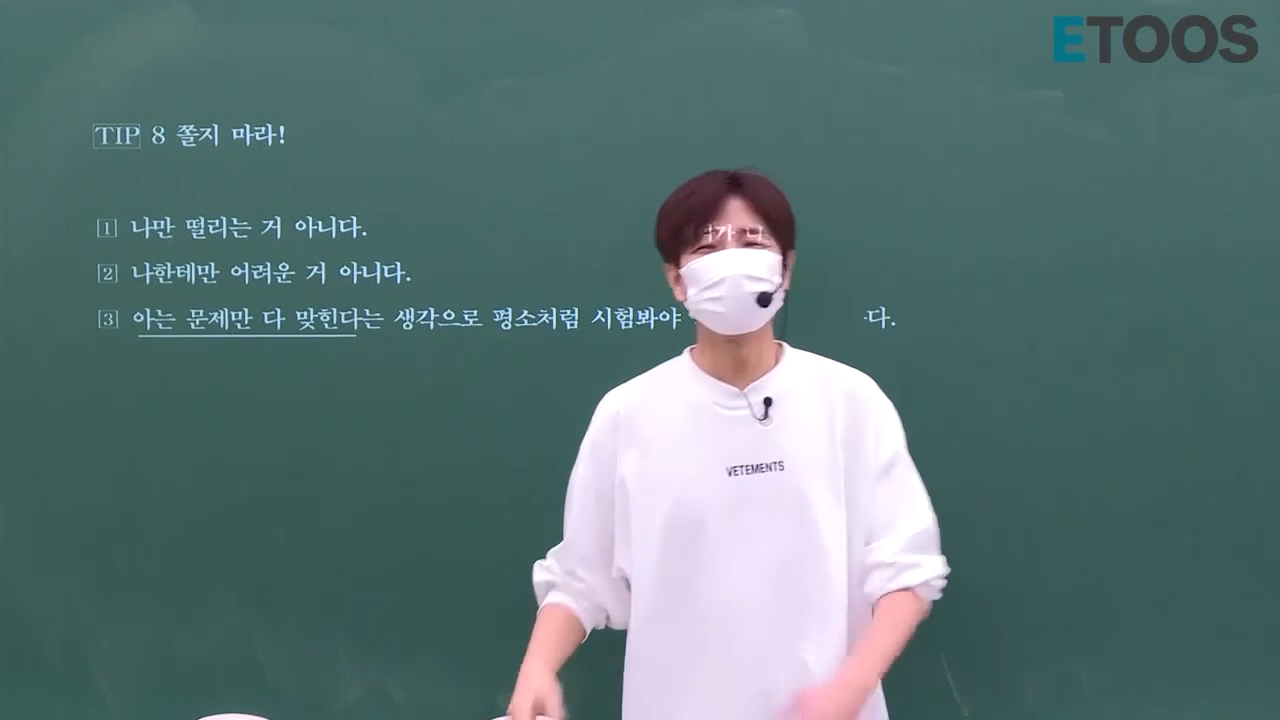 ETOOS
TIP 8 쫄지 마라!
1 나만 떨리는 거 아니다.
2 나한테만 어려운 거 아니다.
3 아는 문제만 다 맞힌다는 생각으로 평소처럼 시험봐야 다.
VETEMENTS